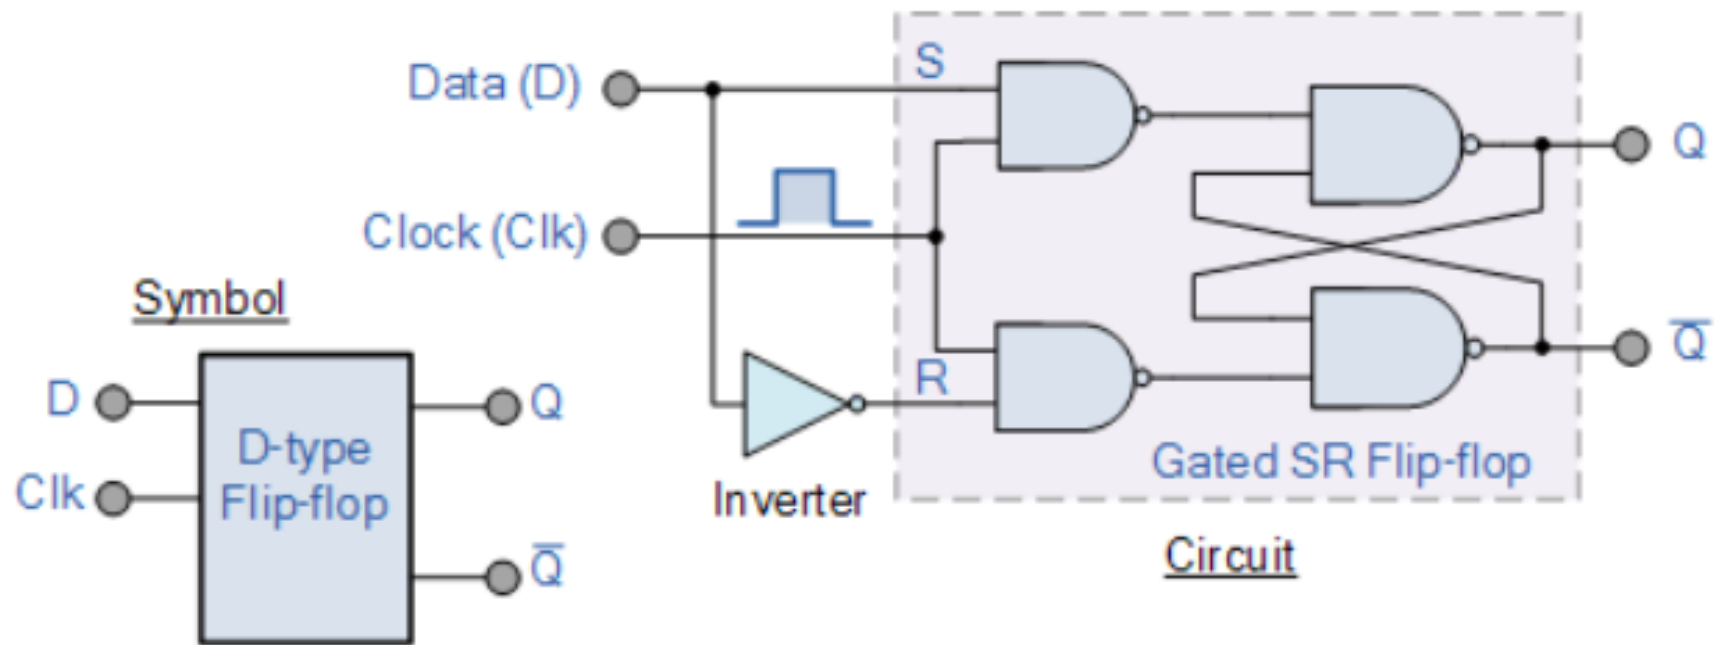 Data (D)
S
Q
Clock (Clk)
Symbol
Q̅
D
Q
R
D-type
Flip-flop
Gated SR Flip-flop
Clk
Inverter
Circuit
Q̅